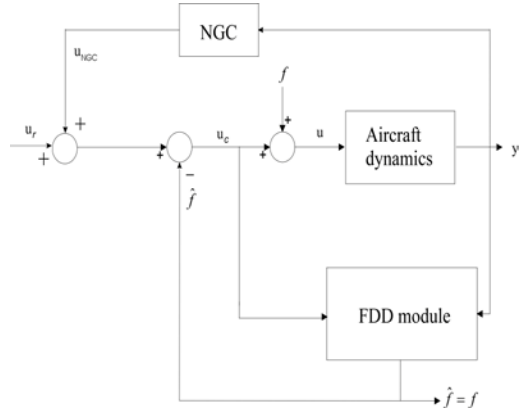 NGC
u_NGC
f
+
u_r
+
+
u_c
+
+
u
Aircraft
dynamics
y
−
f̂
FDD module
f̂ = f